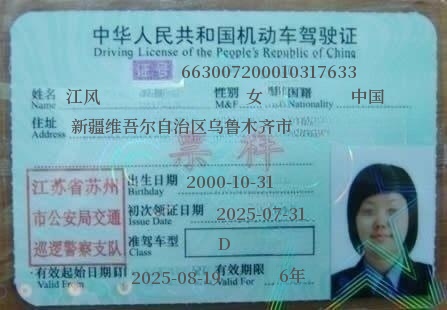 中华人民共和国机动车驾驶证
Driving License of the People's Republic of China
证号 663007200010317633
姓名 江风 性别 女 国籍 中国
Name M&F Nationality
住址 新疆维吾尔自治区乌鲁木齐市
Address
票样
江苏省苏州
市公安局交通
巡逻警察支队
出生日期 2000-10-31
Birthday
初次领证日期 2025-07-31
Issue Date
准驾车型 D
Class
有效起始日期 2025-08-19 有效期限 6年
Valid From Valid For